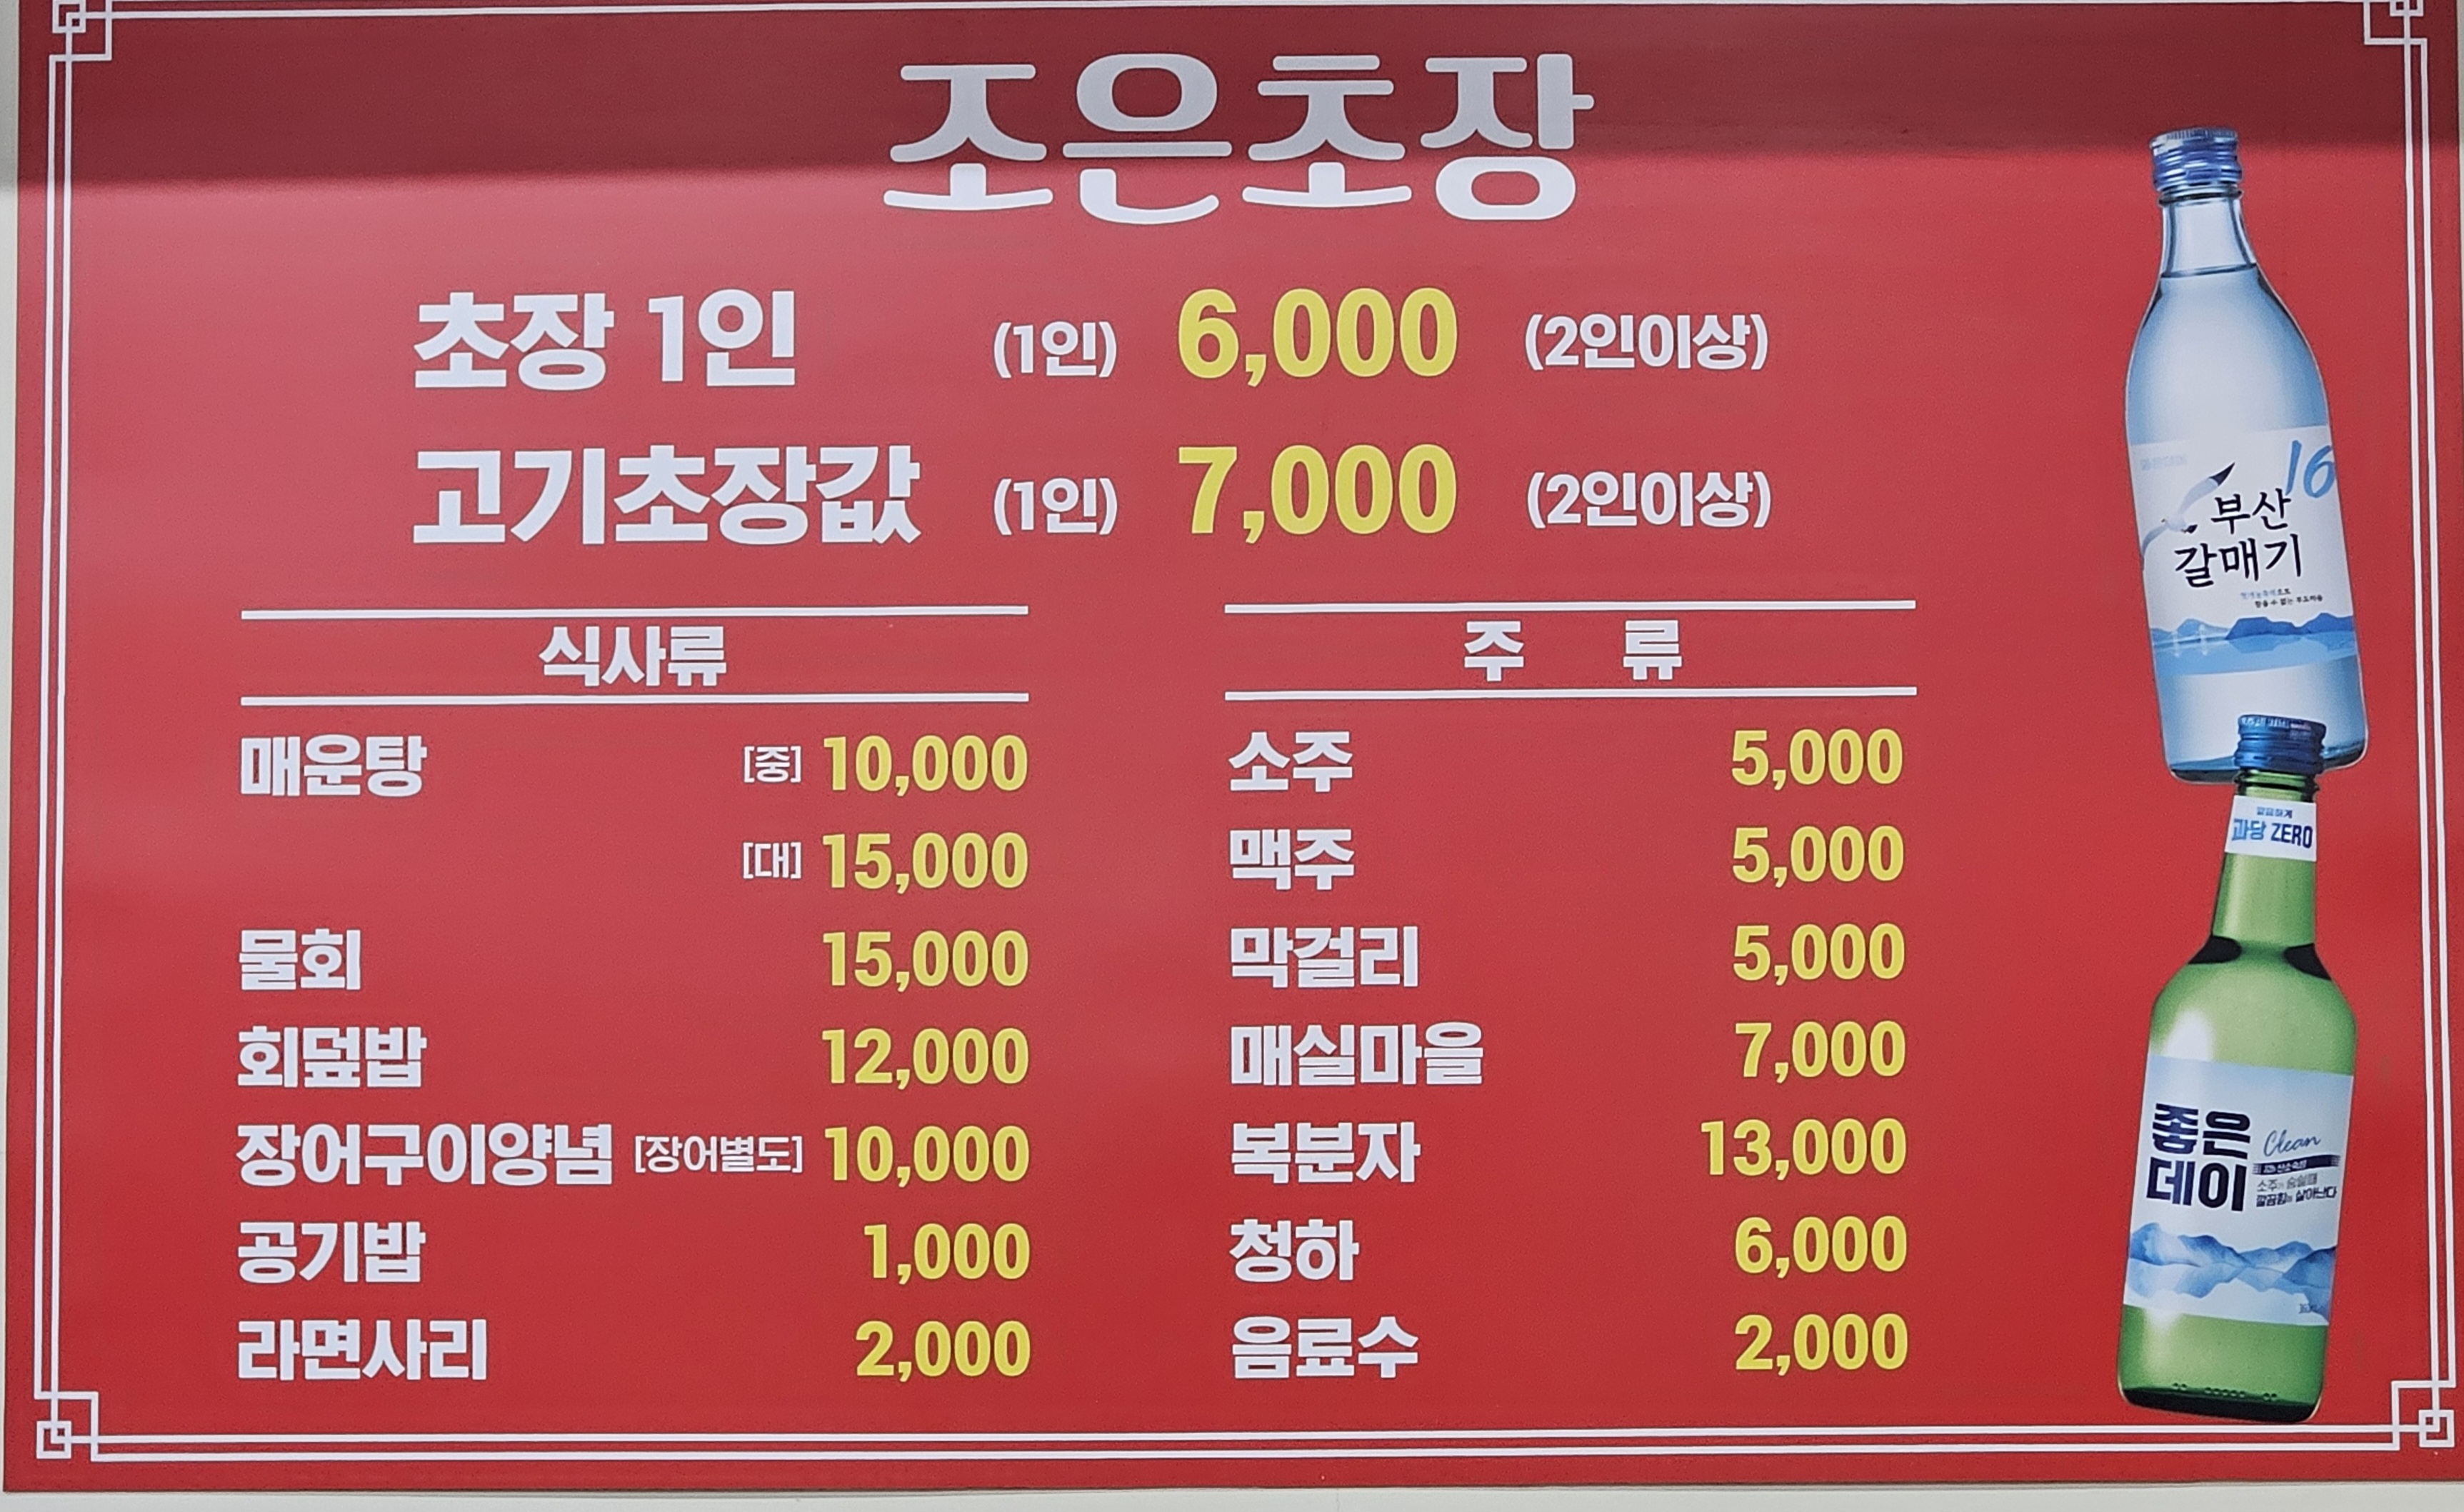 조은초장
초장 1인 (1인) 6,000 (2인이상)
고기초장값 (1인) 7,000 (2인이상)
식사류
매운탕 [중] 10,000
[대] 15,000
물회 15,000
회덮밥 12,000
장어구이양념 [장어별도] 10,000
공기밥 1,000
라면사리 2,000
주 류
소주 5,000
맥주 5,000
막걸리 5,000
매실마을 7,000
복분자 13,000
청하 6,000
음료수 2,000
16
부산
갈매기
깔끔하게
과당 ZERO
좋은
데이
Clean